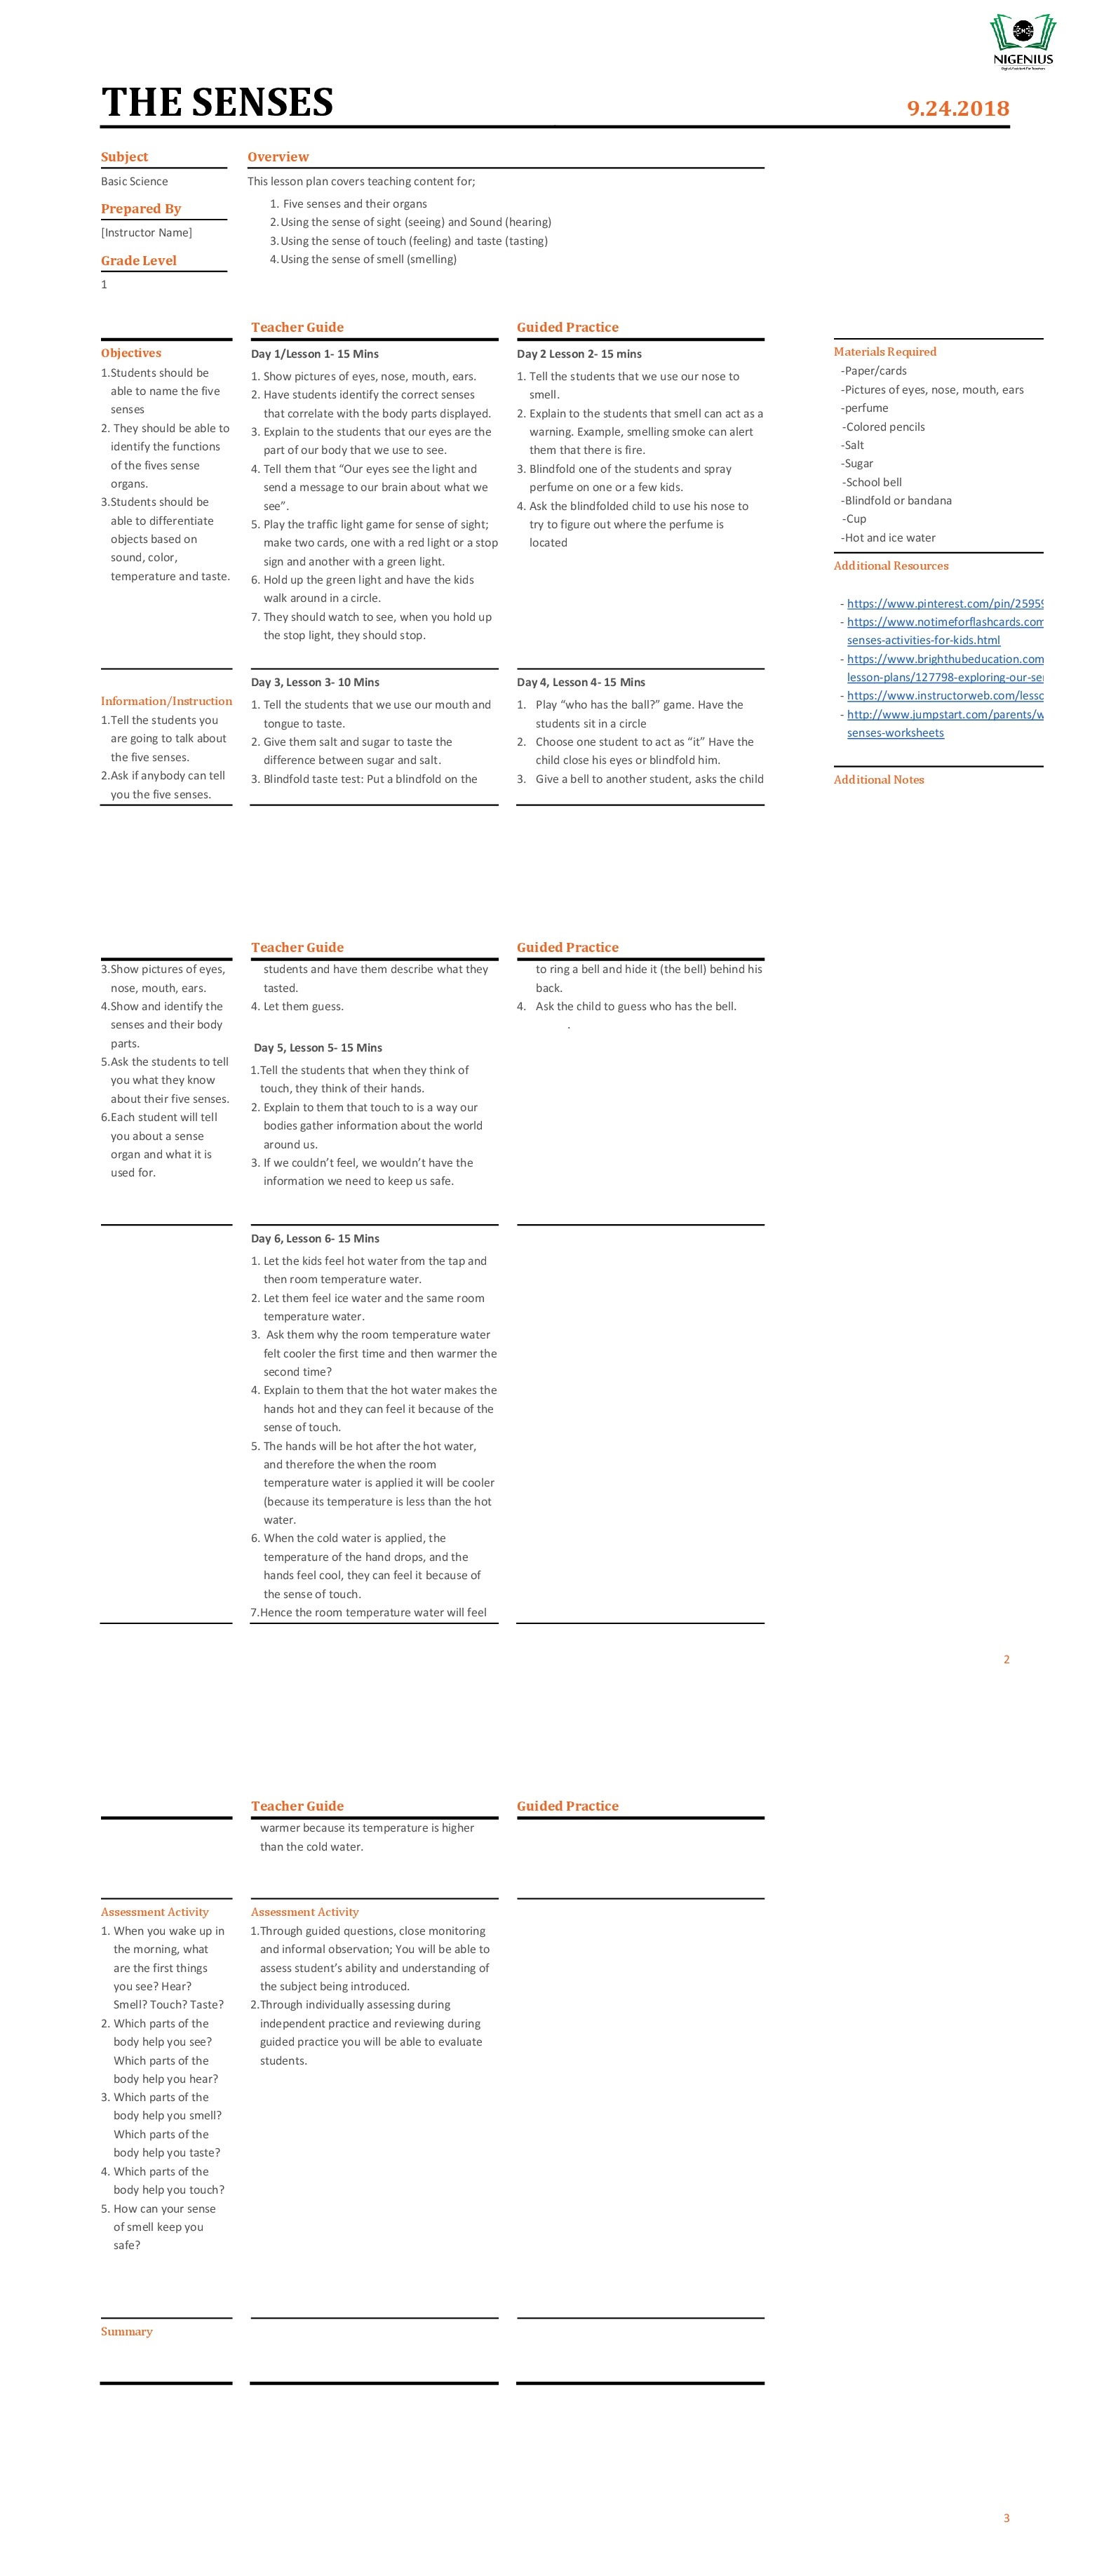 NIGENIUS
Digital Assistant For Teachers
THE SENSES
9.24.2018
Subject
Basic Science
Prepared By
[Instructor Name]
Grade Level
1
Overview
This lesson plan covers teaching content for;
1. Five senses and their organs
2.Using the sense of sight (seeing) and Sound (hearing)
3.Using the sense of touch (feeling) and taste (tasting)
4.Using the sense of smell (smelling)
Teacher Guide
Guided Practice
Objectives
1.Students should be
able to name the five
senses
2. They should be able to
identify the functions
of the fives sense
organs.
3.Students should be
able to differentiate
objects based on
sound, color,
temperature and taste.
Day 1/Lesson 1- 15 Mins
1. Show pictures of eyes, nose, mouth, ears.
2. Have students identify the correct senses
that correlate with the body parts displayed.
3. Explain to the students that our eyes are the
part of our body that we use to see.
4. Tell them that “Our eyes see the light and
send a message to our brain about what we
see”.
5. Play the traffic light game for sense of sight;
make two cards, one with a red light or a stop
sign and another with a green light.
6. Hold up the green light and have the kids
walk around in a circle.
7. They should watch to see, when you hold up
the stop light, they should stop.
Day 2 Lesson 2- 15 mins
1. Tell the students that we use our nose to
smell.
2. Explain to the students that smell can act as a
warning. Example, smelling smoke can alert
them that there is fire.
3. Blindfold one of the students and spray
perfume on one or a few kids.
4. Ask the blindfolded child to use his nose to
try to figure out where the perfume is
located
Materials Required
-Paper/cards
-Pictures of eyes, nose, mouth, ears
-perfume
-Colored pencils
-Salt
-Sugar
-School bell
-Blindfold or bandana
-Cup
-Hot and ice water
Additional Resources
- https://www.pinterest.com/pin/2595
- https://www.notimeforflashcards.com
senses-activities-for-kids.html
- https://www.brighthubeducation.com
lesson-plans/127798-exploring-our-se
- https://www.instructorweb.com/lesso
- http://www.jumpstart.com/parents/w
senses-worksheets
Additional Notes
Information/Instruction
1.Tell the students you
are going to talk about
the five senses.
2.Ask if anybody can tell
you the five senses.
Day 3, Lesson 3- 10 Mins
1. Tell the students that we use our mouth and
tongue to taste.
2. Give them salt and sugar to taste the
difference between sugar and salt.
3. Blindfold taste test: Put a blindfold on the
Day 4, Lesson 4- 15 Mins
1. Play “who has the ball?” game. Have the
students sit in a circle
2. Choose one student to act as “it” Have the
child close his eyes or blindfold him.
3. Give a bell to another student, asks the child
Teacher Guide
Guided Practice
3.Show pictures of eyes,
nose, mouth, ears.
4.Show and identify the
senses and their body
parts.
5.Ask the students to tell
you what they know
about their five senses.
6.Each student will tell
you about a sense
organ and what it is
used for.
students and have them describe what they
tasted.
4. Let them guess.
Day 5, Lesson 5- 15 Mins
1.Tell the students that when they think of
touch, they think of their hands.
2. Explain to them that touch to is a way our
bodies gather information about the world
around us.
3. If we couldn’t feel, we wouldn’t have the
information we need to keep us safe.
to ring a bell and hide it (the bell) behind his
back.
4. Ask the child to guess who has the bell.
.
Day 6, Lesson 6- 15 Mins
1. Let the kids feel hot water from the tap and
then room temperature water.
2. Let them feel ice water and the same room
temperature water.
3. Ask them why the room temperature water
felt cooler the first time and then warmer the
second time?
4. Explain to them that the hot water makes the
hands hot and they can feel it because of the
sense of touch.
5. The hands will be hot after the hot water,
and therefore the when the room
temperature water is applied it will be cooler
(because its temperature is less than the hot
water.
6. When the cold water is applied, the
temperature of the hand drops, and the
hands feel cool, they can feel it because of
the sense of touch.
7.Hence the room temperature water will feel
2
Teacher Guide
Guided Practice
warmer because its temperature is higher
than the cold water.
Assessment Activity
1. When you wake up in
the morning, what
are the first things
you see? Hear?
Smell? Touch? Taste?
2. Which parts of the
body help you see?
Which parts of the
body help you hear?
3. Which parts of the
body help you smell?
Which parts of the
body help you taste?
4. Which parts of the
body help you touch?
5. How can your sense
of smell keep you
safe?
Assessment Activity
1.Through guided questions, close monitoring
and informal observation; You will be able to
assess student’s ability and understanding of
the subject being introduced.
2.Through individually assessing during
independent practice and reviewing during
guided practice you will be able to evaluate
students.
Summary
3